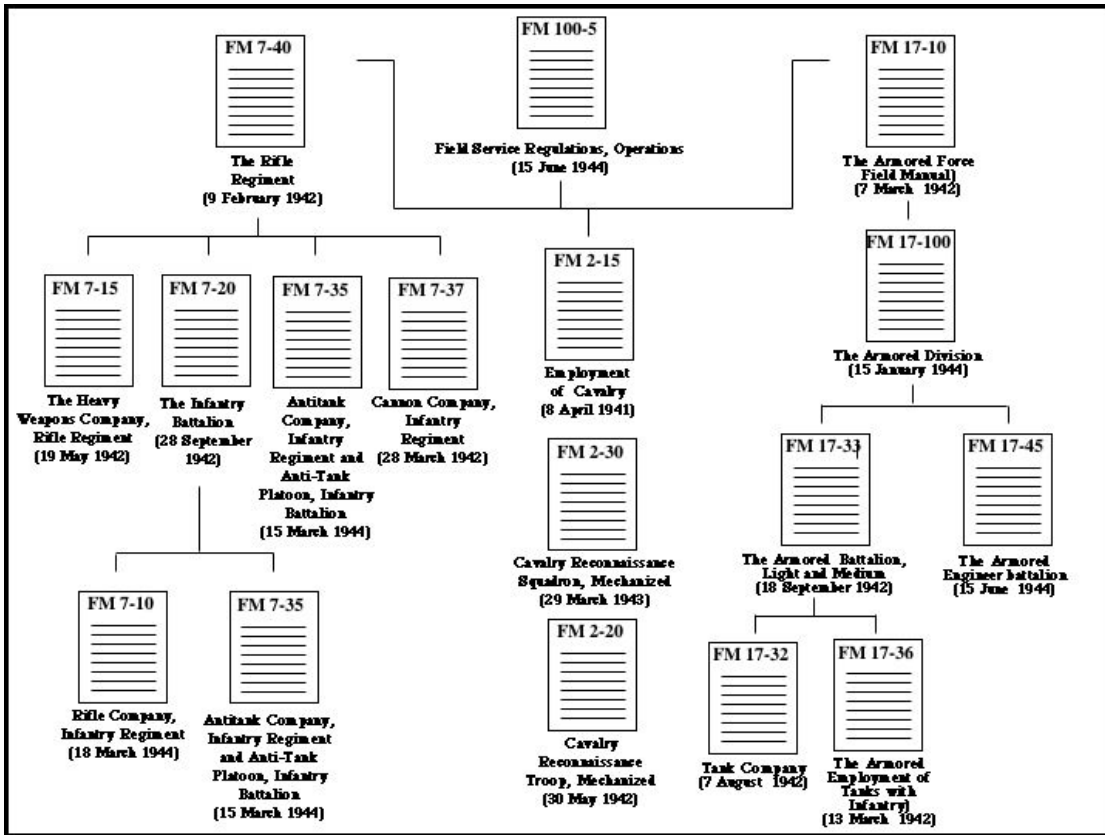 FM 7-40
The Rifle
Regiment
(9 February 1942)
FM 100-5
Field Service Regulations, Operations
(15 June 1944)
FM 17-10
The Armored Force
Field Manual)
(7 March 1942)
FM 17-100
The Armored Division
(15 January 1944)
FM 7-15
The Heavy
Weapons Company,
Rifle Regiment
(19 May 1942)
FM 7-20
The Infantry
Battalion
(28 September
1942)
FM 7-35
Antitank
Company,
Infantry
Regiment and
Anti-Tank
Platoon, Infantry
Battalion
(15 March 1944)
FM 7-37
Cannon Company,
Infantry
Regiment
(28 March 1942)
FM 2-15
Employment
of Cavalry
(8 April 1941)
FM 2-30
Cavalry Reconnaissance
Squadron, Mechanized
(29 March 1943)
FM 2-20
Cavalry
Reconnaissance
Troop, Mechanized
(30 May 1942)
FM 17-33
The Armored Battalion,
Light and Medium
(18 September 1942)
FM 17-45
The Armored
Engineer battalion
(15 June 1944)
FM 7-10
Rifle Company,
Infantry Regiment
(18 March 1944)
FM 7-35
Antitank Company,
Infantry Regiment
and Anti-Tank
Platoon, Infantry
Battalion
(15 March 1944)
FM 17-32
Tank Company
(7 August 1942)
FM 17-36
The Armored
Employment of
Tanks with
Infantry)
(13 March 1942)